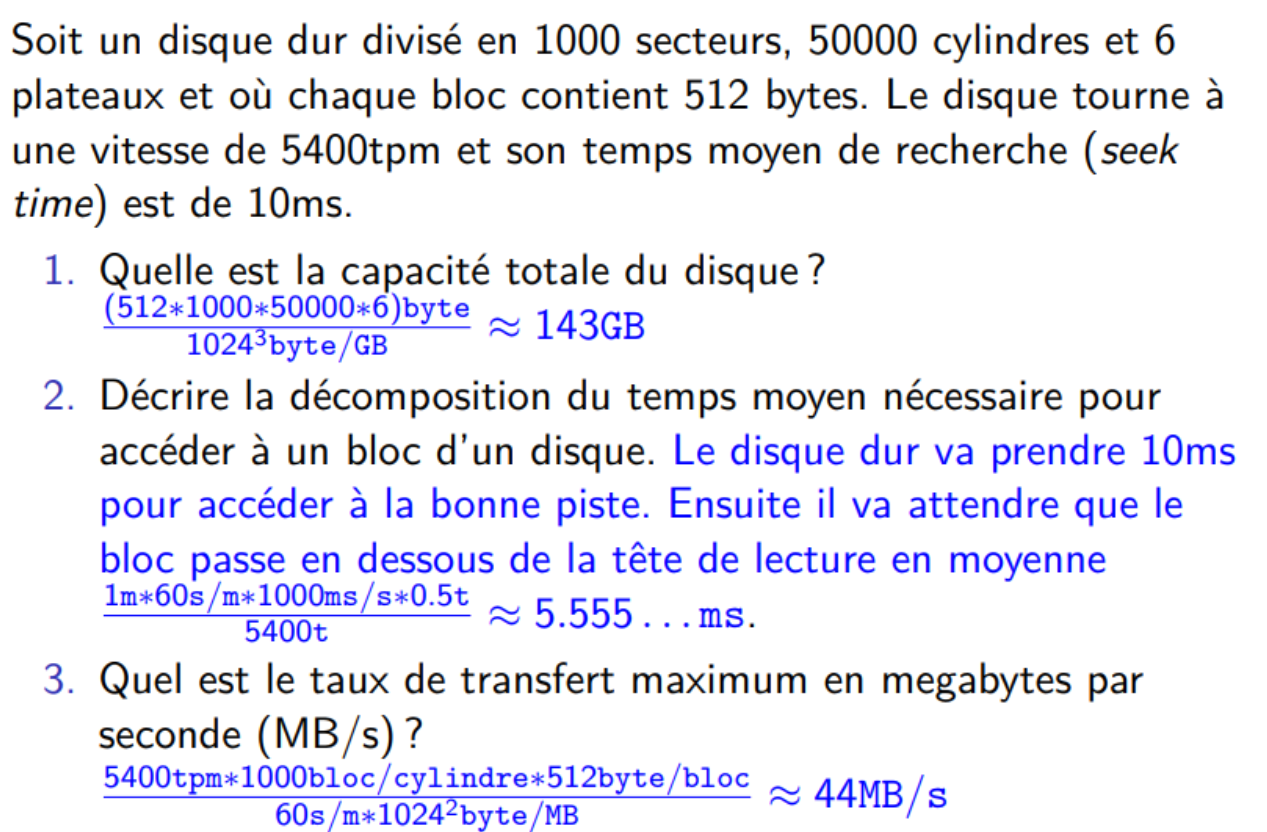 Soit un disque dur divisé en 1000 secteurs, 50000 cylindres et 6
plateaux et où chaque bloc contient 512 bytes. Le disque tourne à
une vitesse de 5400tpm et son temps moyen de recherche (seek
time) est de 10ms.
1. Quelle est la capacité totale du disque ?
(512*1000*50000*6)byte
1024³byte/GB
≈ 143GB
2. Décrire la décomposition du temps moyen nécessaire pour
accéder à un bloc d'un disque. Le disque dur va prendre 10ms
pour accéder à la bonne piste. Ensuite il va attendre que le
bloc passe en dessous de la tête de lecture en moyenne
1m*60s/m*1000ms/s*0.5t
5400t
≈ 5.555...ms.
3. Quel est le taux de transfert maximum en megabytes par
seconde (MB/s) ?
5400tpm*1000bloc/cylindre*512byte/bloc
60s/m*1024²byte/MB
≈ 44MB/s